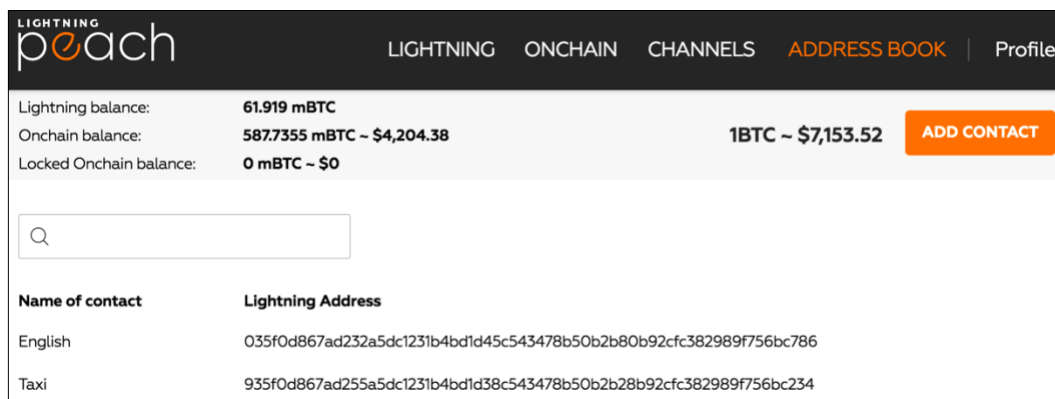 LIGHTNING
peach
LIGHTNING ONCHAIN CHANNELS ADDRESS BOOK Profile
Lightning balance: 61.919 mBTC
Onchain balance: 587.7355 mBTC ~ $4,204.38 1BTC ~ $7,153.52 ADD CONTACT
Locked Onchain balance: 0 mBTC ~ $0
Name of contact Lightning Address
English 035f0d867ad232a5dc1231b4bd1d45c543478b50b2b80b92cfc382989f756bc786
Taxi 935f0d867ad255a5dc1231b4bd1d38c543478b50b2b28b92cfc382989f756bc234